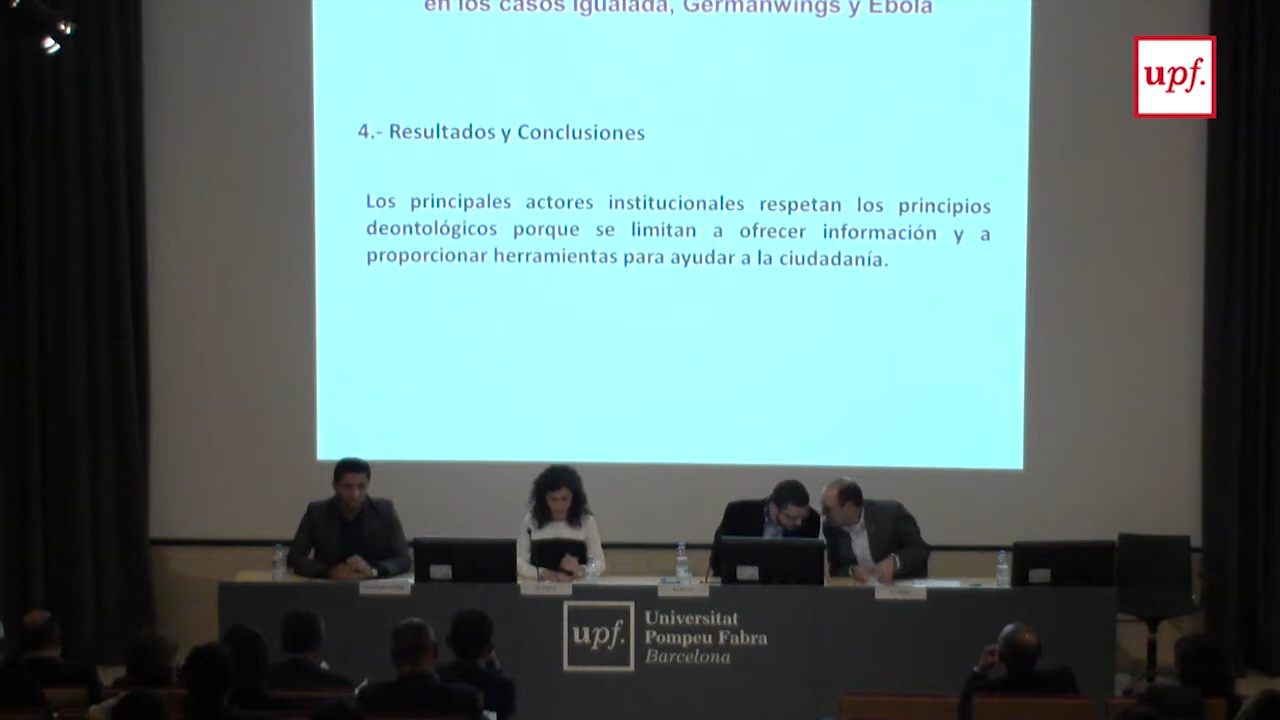 en los casos Igualada, Germanwings y Ébola
upf.
4.- Resultados y Conclusiones
Los principales actores institucionales respetan los principios
deontológicos porque se limitan a ofrecer información y a
proporcionar herramientas para ayudar a la ciudadanía.
upf.
Universitat
Pompeu Fabra
Barcelona